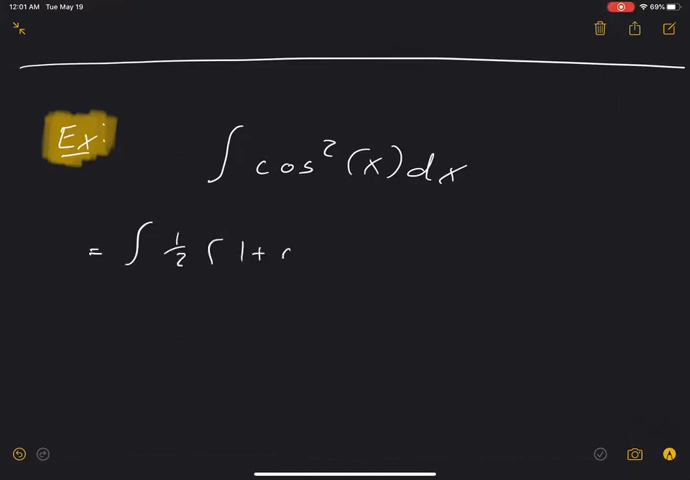 12:01 AM Tue May 19
69%
Ex:
∫ cos²(x)dx
= ∫ ½ ( 1+ c